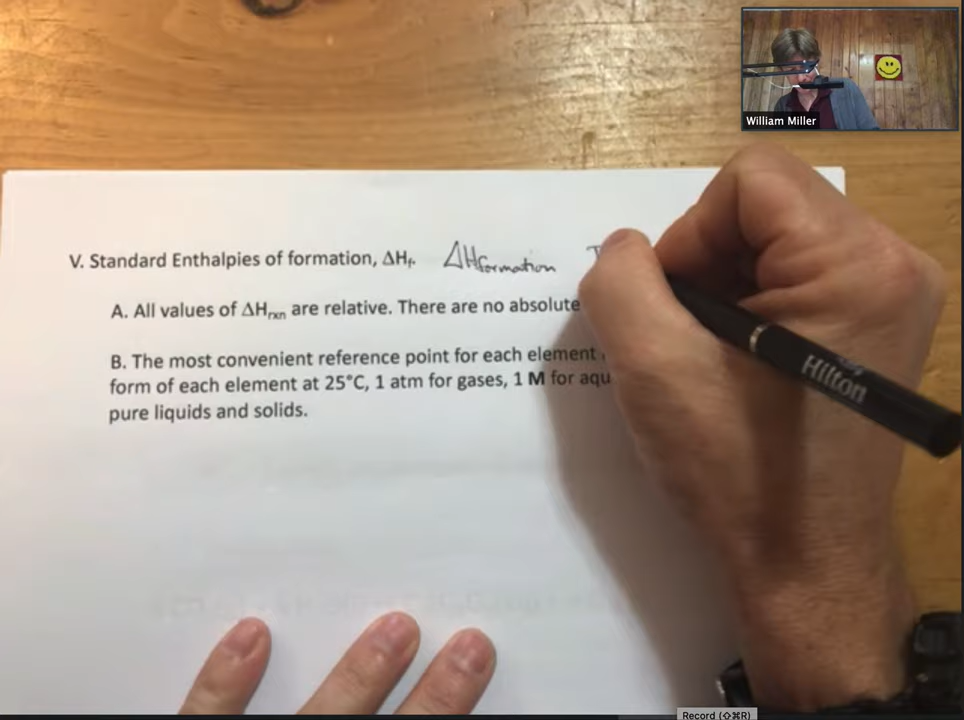 William Miller
V. Standard Enthalpies of formation, ΔHf. ΔHformation
A. All values of ΔHrxn are relative. There are no absolute
B. The most convenient reference point for each element
form of each element at 25°C, 1 atm for gases, 1 M for aqu
pure liquids and solids.
Hilton
Record (⇧⌘R)